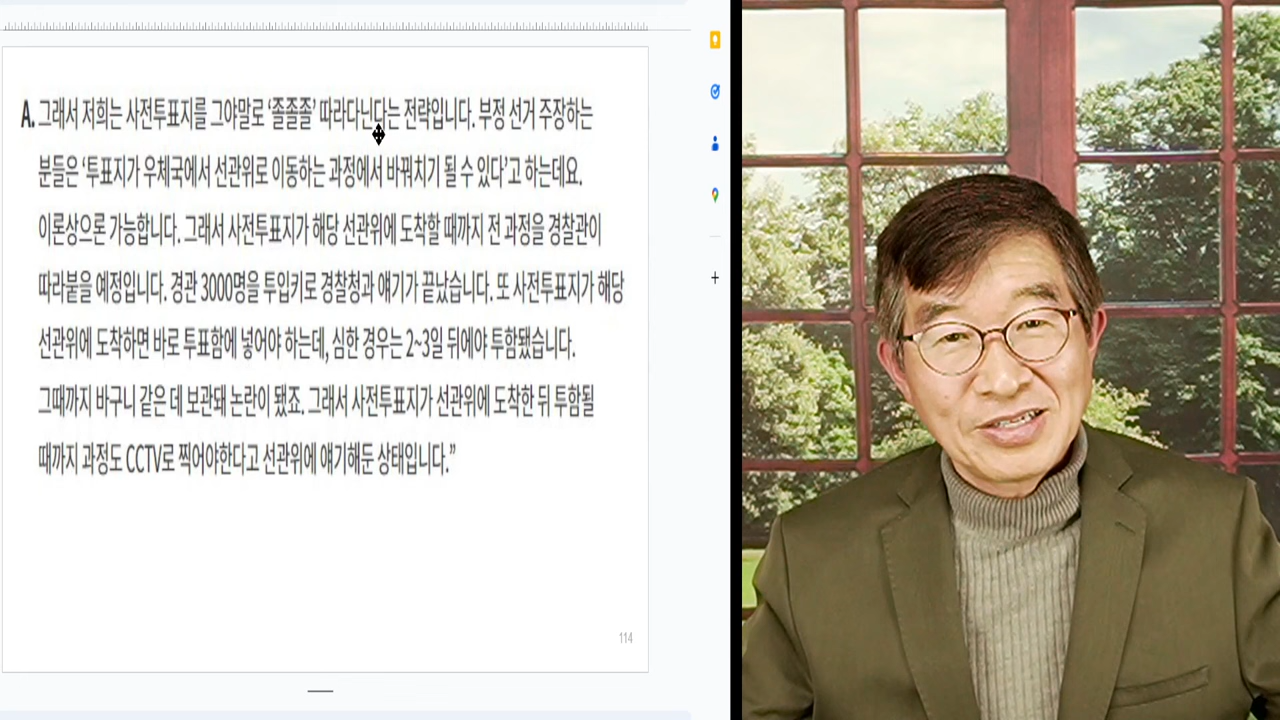 A. 그래서 저희는 사전투표지를 그야말로 ‘졸졸졸’ 따라다닌다는 전략입니다. 부정 선거 주장하는
분들은 ‘투표지가 우체국에서 선관위로 이동하는 과정에서 바꿔치기 될 수 있다’고 하는데요.
이론상으론 가능합니다. 그래서 사전투표지가 해당 선관위에 도착할 때까지 전 과정을 경찰관이
따라붙을 예정입니다. 경관 3000명을 투입키로 경찰청과 얘기가 끝났습니다. 또 사전투표지가 해당
선관위에 도착하면 바로 투표함에 넣어야 하는데, 심한 경우는 2~3일 뒤에야 투함됐습니다.
그때까지 바구니 같은 데 보관돼 논란이 됐죠. 그래서 사전투표지가 선관위에 도착한 뒤 투함될
때까지 과정도 CCTV로 찍어야한다고 선관위에 얘기해둔 상태입니다.”
114